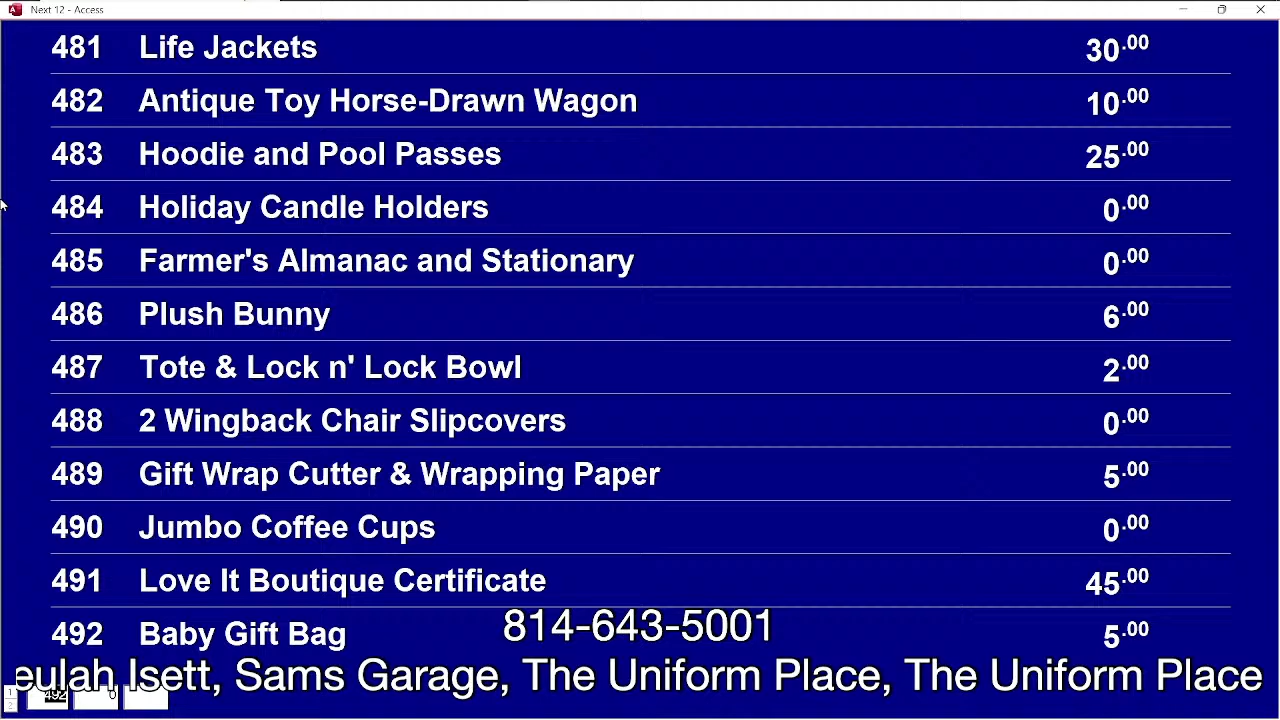 Next 12 - Access
481 Life Jackets 30.00
482 Antique Toy Horse-Drawn Wagon 10.00
483 Hoodie and Pool Passes 25.00
484 Holiday Candle Holders 0.00
485 Farmer's Almanac and Stationary 0.00
486 Plush Bunny 6.00
487 Tote & Lock n' Lock Bowl 2.00
488 2 Wingback Chair Slipcovers 0.00
489 Gift Wrap Cutter & Wrapping Paper 5.00
490 Jumbo Coffee Cups 0.00
491 Love It Boutique Certificate 45.00
492 Baby Gift Bag 5.00
814-643-5001
eulah Isett, Sams Garage, The Uniform Place, The Uniform Place
492